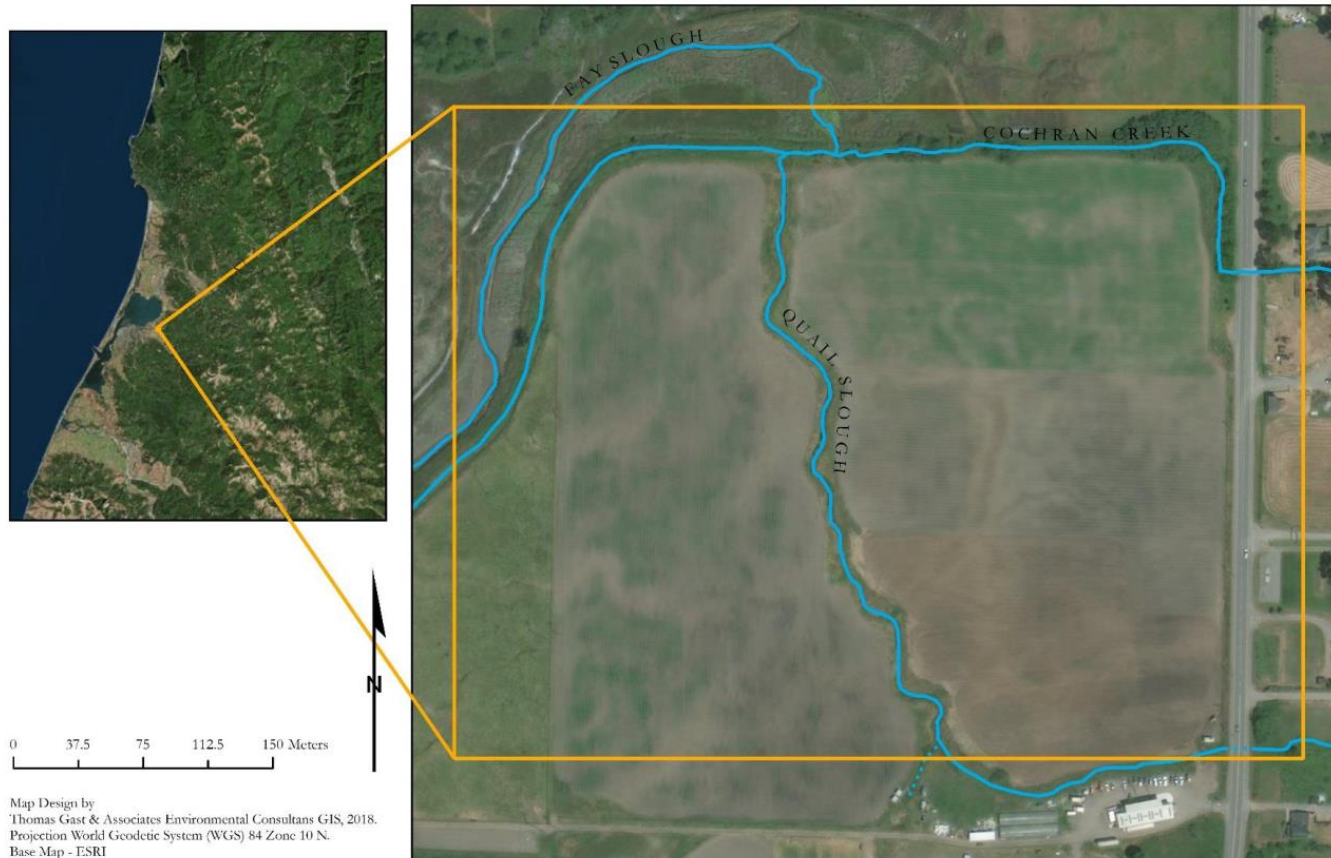 FAY SLOUGH
COCHRAN CREEK
QUAIL SLOUGH
N
0 37.5 75 112.5 150 Meters
Map Design by
Thomas Gast & Associates Environmental Consultans GIS, 2018.
Projection World Geodetic System (WGS) 84 Zone 10 N.
Base Map - ESRI